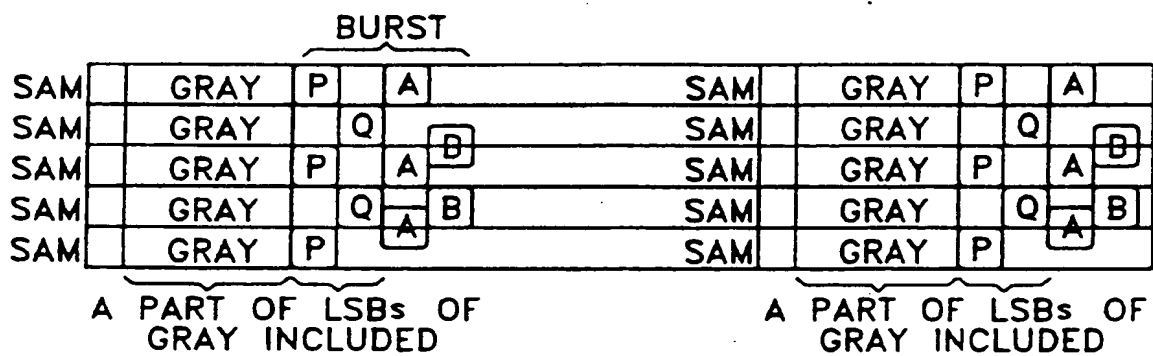 BURST
SAM GRAY P A SAM GRAY P A
SAM GRAY Q SAM GRAY Q
B B
SAM GRAY P A SAM GRAY P A
SAM GRAY Q B SAM GRAY Q B
A A
SAM GRAY P SAM GRAY P
A PART OF LSBs OF A PART OF LSBs OF
GRAY INCLUDED GRAY INCLUDED